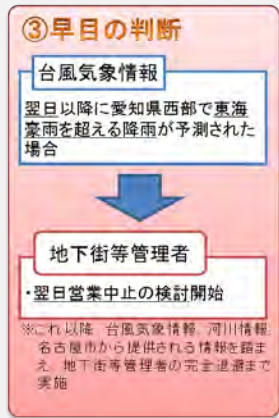 ③早目の判断
台風気象情報
翌日以降に愛知県西部で東海
豪雨を超える降雨が予測された
場合
地下街等管理者
・翌日営業中止の検討開始
※これ以降、台風気象情報、河川情報、
名古屋市から提供される情報を踏ま
え、地下街等管理者の完全退避まで
実施